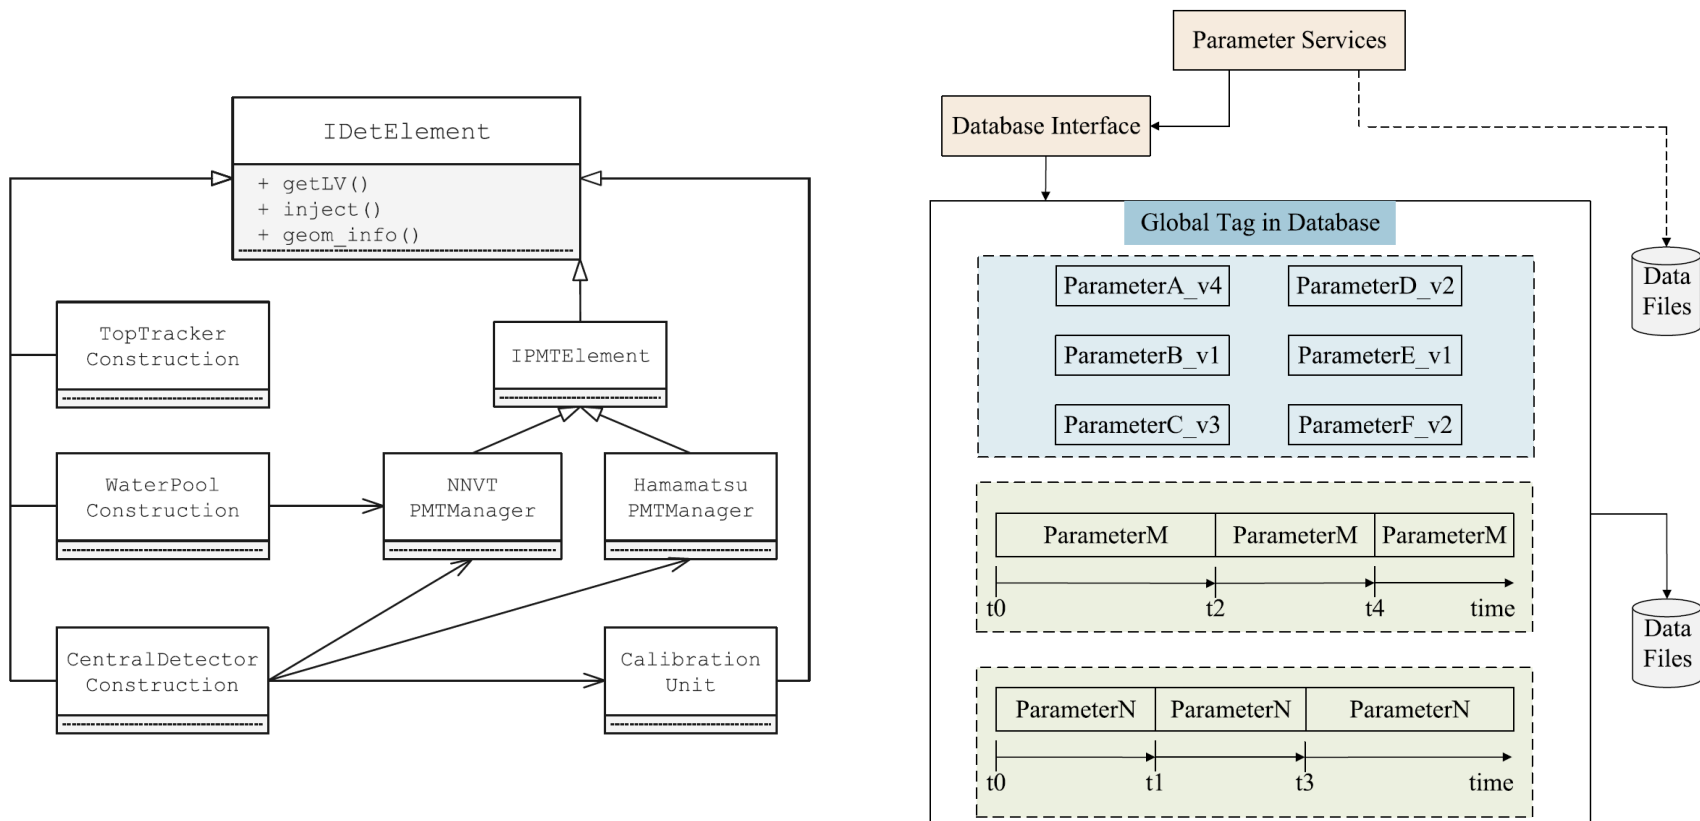 IDetElement
+ getLV()
+ inject()
+ geom_info()
TopTracker
Construction
IPMTElement
WaterPool
Construction
NNVT
PMTManager
Hamamatsu
PMTManager
CentralDetector
Construction
Calibration
Unit
Parameter Services
Database Interface
Global Tag in Database
ParameterA_v4
ParameterD_v2
ParameterB_v1
ParameterE_v1
ParameterC_v3
ParameterF_v2
Data
Files
ParameterM
ParameterM
ParameterM
t0
t2
t4
time
Data
Files
ParameterN
ParameterN
ParameterN
t0
t1
t3
time